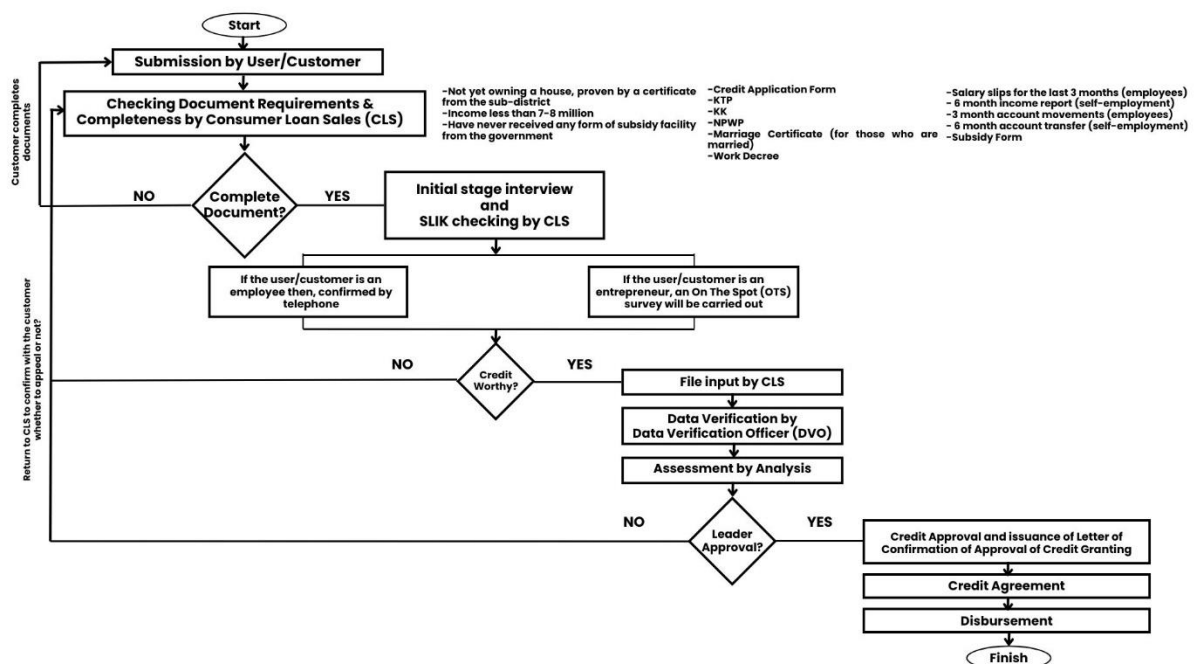 Start
Submission by User/Customer
Customer completes
documents
Checking Document Requirements &
Completeness by Consumer Loan Sales (CLS)
-Not yet owning a house, proven by a certificate
from the sub-district
-Income less than 7-8 million
-Have never received any form of subsidy facility
from the government
-Credit Application Form
-KTP
-KK
-NPWP
-Marriage Certificate (for those who are
married)
-Work Decree
-Salary slips for the last 3 months (employees)
- 6 month income report (self-employment)
-3 month account movements (employees)
- 6 month account transfer (self-employment)
-Subsidy Form
NO
Complete
Document?
YES
Initial stage interview
and
SLIK checking by CLS
If the user/customer is an
employee then, confirmed by
telephone
If the user/customer is an
entrepreneur, an On The Spot (OTS)
survey will be carried out
Return to CLS to confirm with the customer
whether to appeal or not?
NO
Credit
Worthy?
YES
File input by CLS
Data Verification by
Data Verification Officer (DVO)
Assessment by Analysis
NO
Leader
Approval?
YES
Credit Approval and issuance of Letter of
Confirmation of Approval of Credit Granting
Credit Agreement
Disbursement
Finish